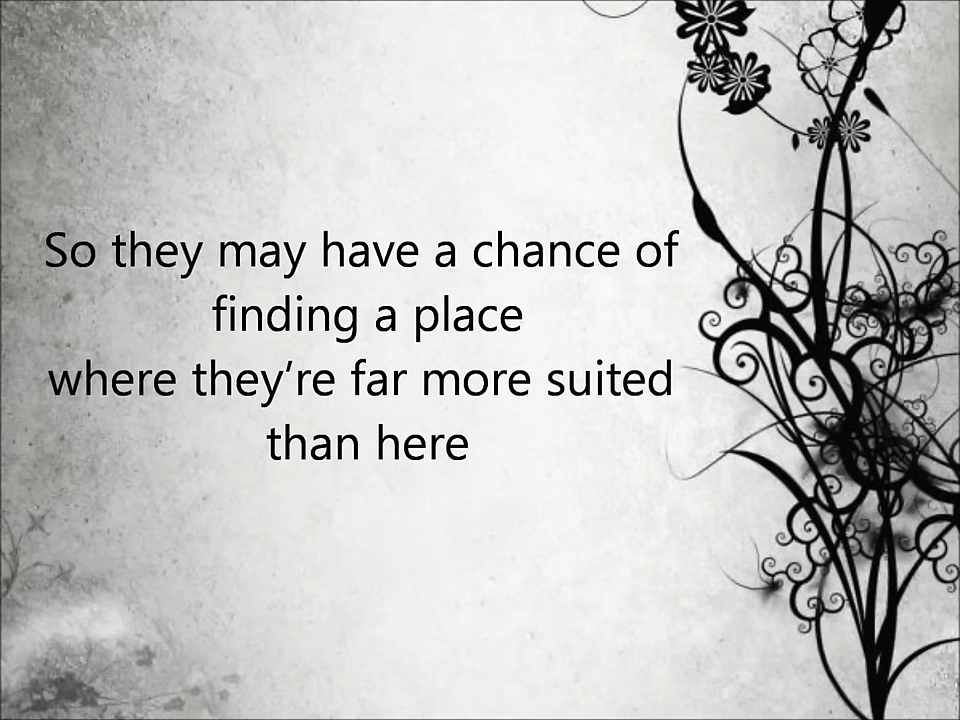 So they may have a chance of
finding a place
where they’re far more suited
than here